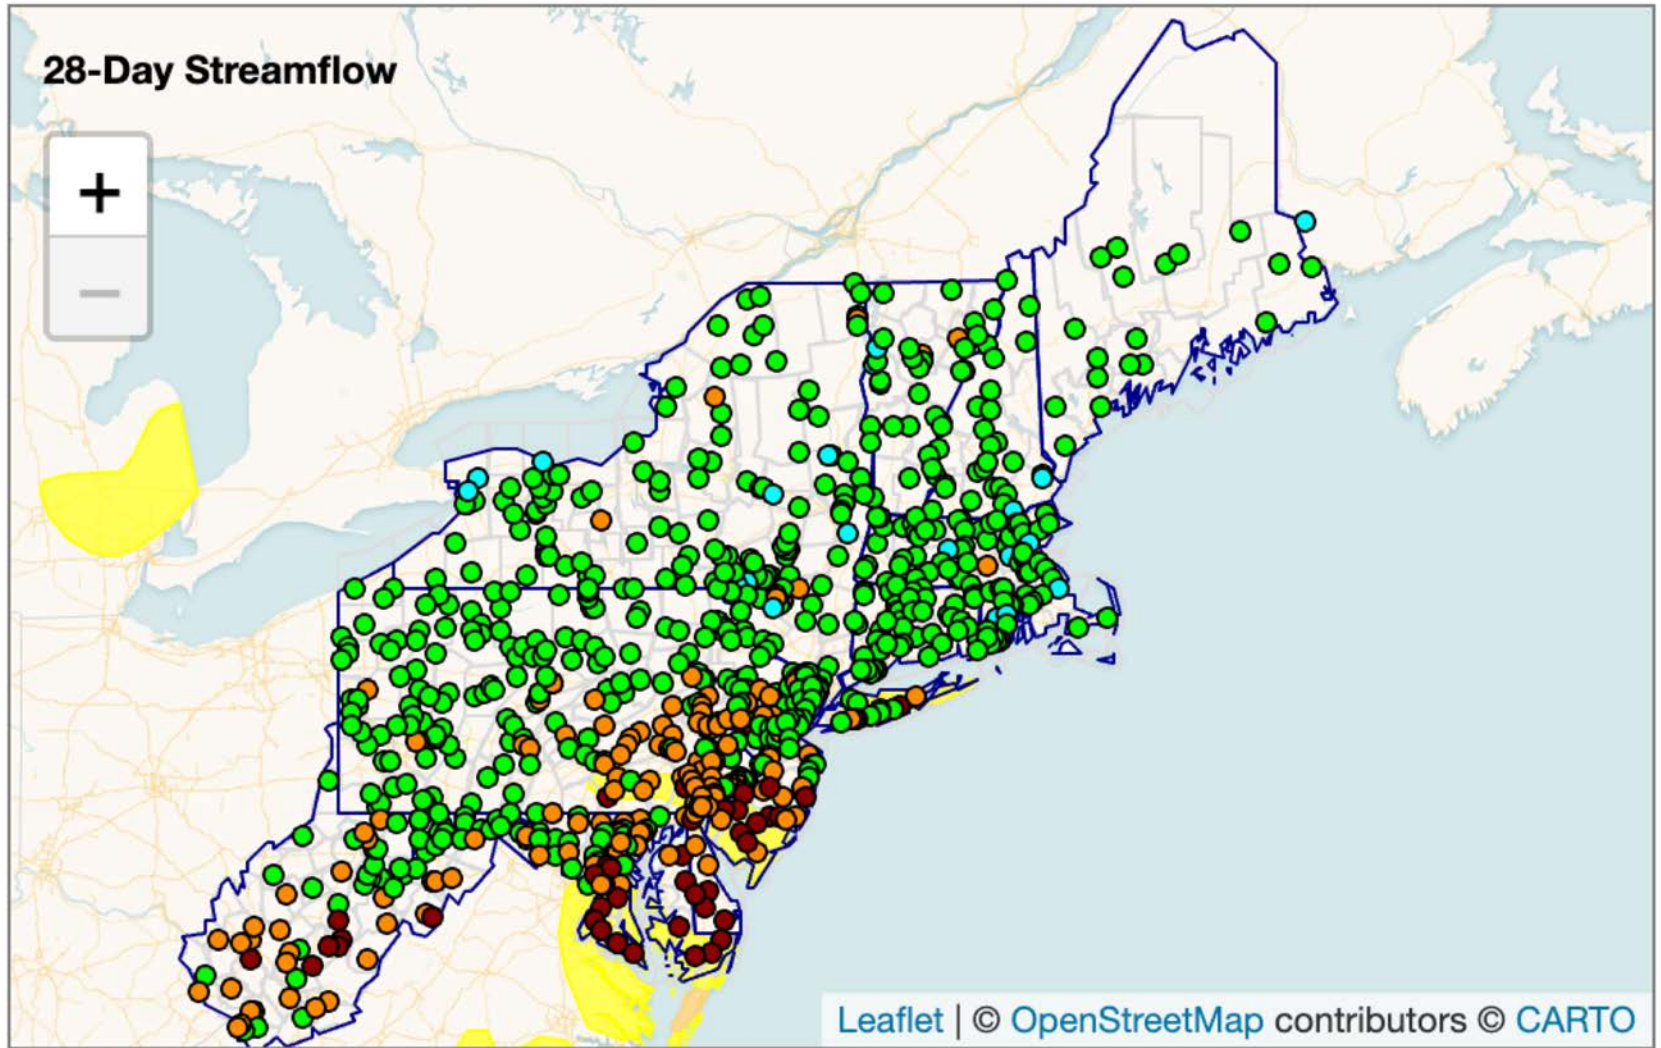 28-Day Streamflow
+
−
Leaflet | © OpenStreetMap contributors © CARTO